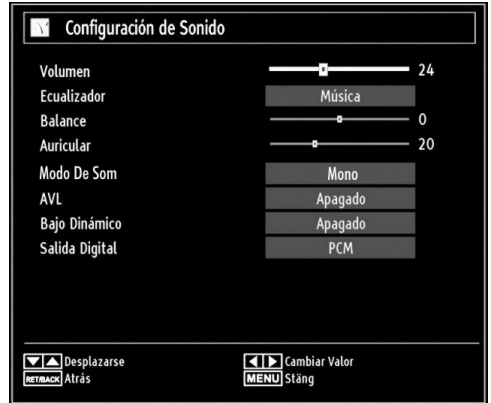 Configuración de Sonido
Volumen 24
Ecualizador Música
Balance 0
Auricular 20
Modo De Som Mono
AVL Apagado
Bajo Dinámico Apagado
Salida Digital PCM
Desplazarse Cambiar Valor
RET/BACK Atrás MENU Stäng